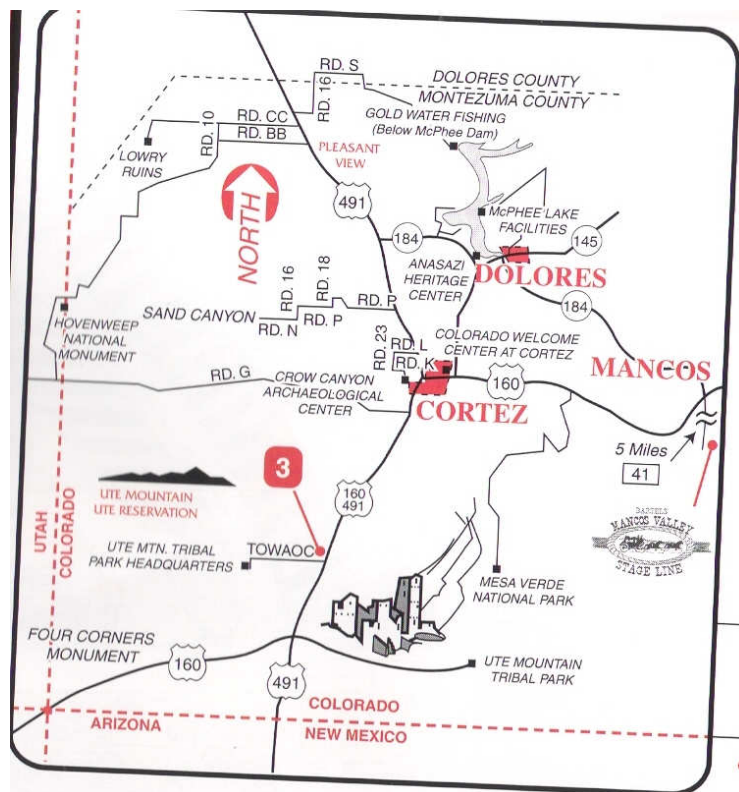 RD. S
DOLORES COUNTY
MONTEZUMA COUNTY
RD. 16
RD. CC
RD. BB
RD. 10
GOLD WATER FISHING
(Below McPhee Dam)
LOWRY
RUINS
PLEASANT
VIEW
NORTH
491
McPHEE LAKE
FACILITIES
184
145
ANASAZI
HERITAGE
CENTER
DOLORES
184
RD. 16
RD. 18
RD. P
SAND CANYON
RD. N
RD. P
HOVENWEEP
NATIONAL
MONUMENT
RD. 23
RD. L
RD. K
COLORADO WELCOME
CENTER AT CORTEZ
MANCOS
RD. G
CROW CANYON
ARCHAEOLOGICAL
CENTER
CORTEZ
160
5 Miles
41
3
160
491
UTE MOUNTAIN
UTE RESERVATION
UTAH
COLORADO
BARTELS
MANCOS VALLEY
STAGE LINE
TOWAOC
UTE MTN. TRIBAL
PARK HEADQUARTERS
MESA VERDE
NATIONAL PARK
FOUR CORNERS
MONUMENT
160
UTE MOUNTAIN
TRIBAL PARK
491
COLORADO
ARIZONA
NEW MEXICO